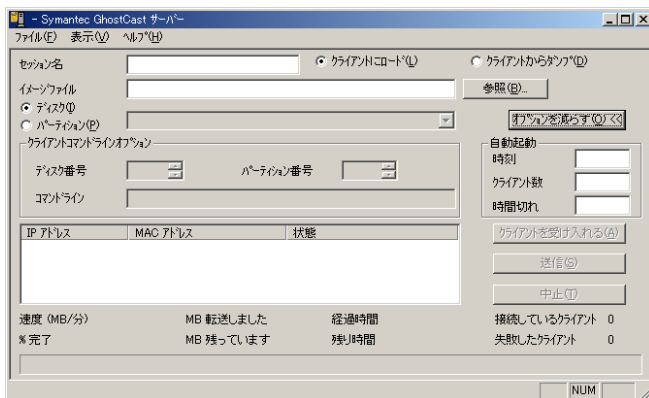 - Symantec GhostCast サーバー
ファイル(F) 表示(V) ヘルプ(H)
セッション名
クライアントにロード(L)
クライアントからダンプ(D)
イメージファイル
参照(B)...
ディスク(I)
パーティション(P)
オプションを減らす(O) <<
クライアントコマンドラインオプション
自動起動
ディスク番号
パーティション番号
時刻
クライアント数
コマンドライン
時間切れ
IP アドレス MAC アドレス 状態
クライアントを受け入れる(A)
送信(S)
中止(T)
速度 (MB/分) MB 転送しました 経過時間 接続しているクライアント 0
% 完了 MB 残っています 残り時間 失敗したクライアント 0
NUM